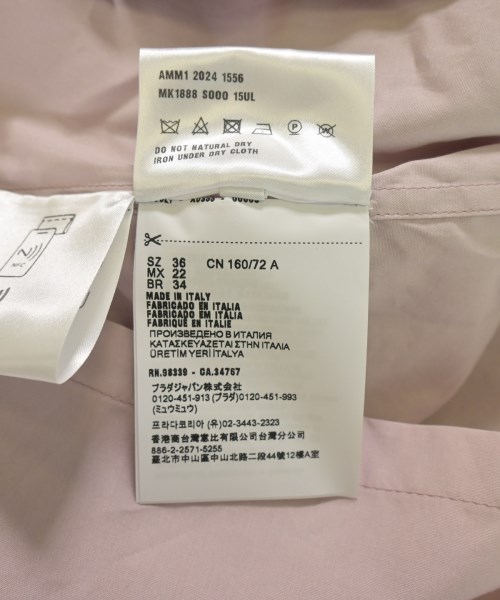 AMM1 2024 1556
MK1888 S000 15UL
DO NOT NATURAL DRY
IRON UNDER DRY CLOTH
NFC
SZ 36 CN 160/72 A
MX 22
BR 34
MADE IN ITALY
FABRICADO EN ITALIA
FABRICADO EM ITALIA
FABRIQUÉ EN ITALIE
ПРОИЗВЕДЕНО В ИТАЛИЯ
ΚΑΤΑΣΚΕΥΑΖΕΤΑΙ ΣΤΗΝ ΙΤΑΛΙΑ
ÜRETİM YERİ İTALYA
RN.98339 - CA.34767
プラダジャパン株式会社
0120-451-913 (プラダ) 0120-451-993
(ミュウミュウ)
프라다코리아 (유) 02-3443-2323
香港商台灣意比有限公司台灣分公司
886-2-2571-5255
臺北市中山區中山北路二段44號12樓A室